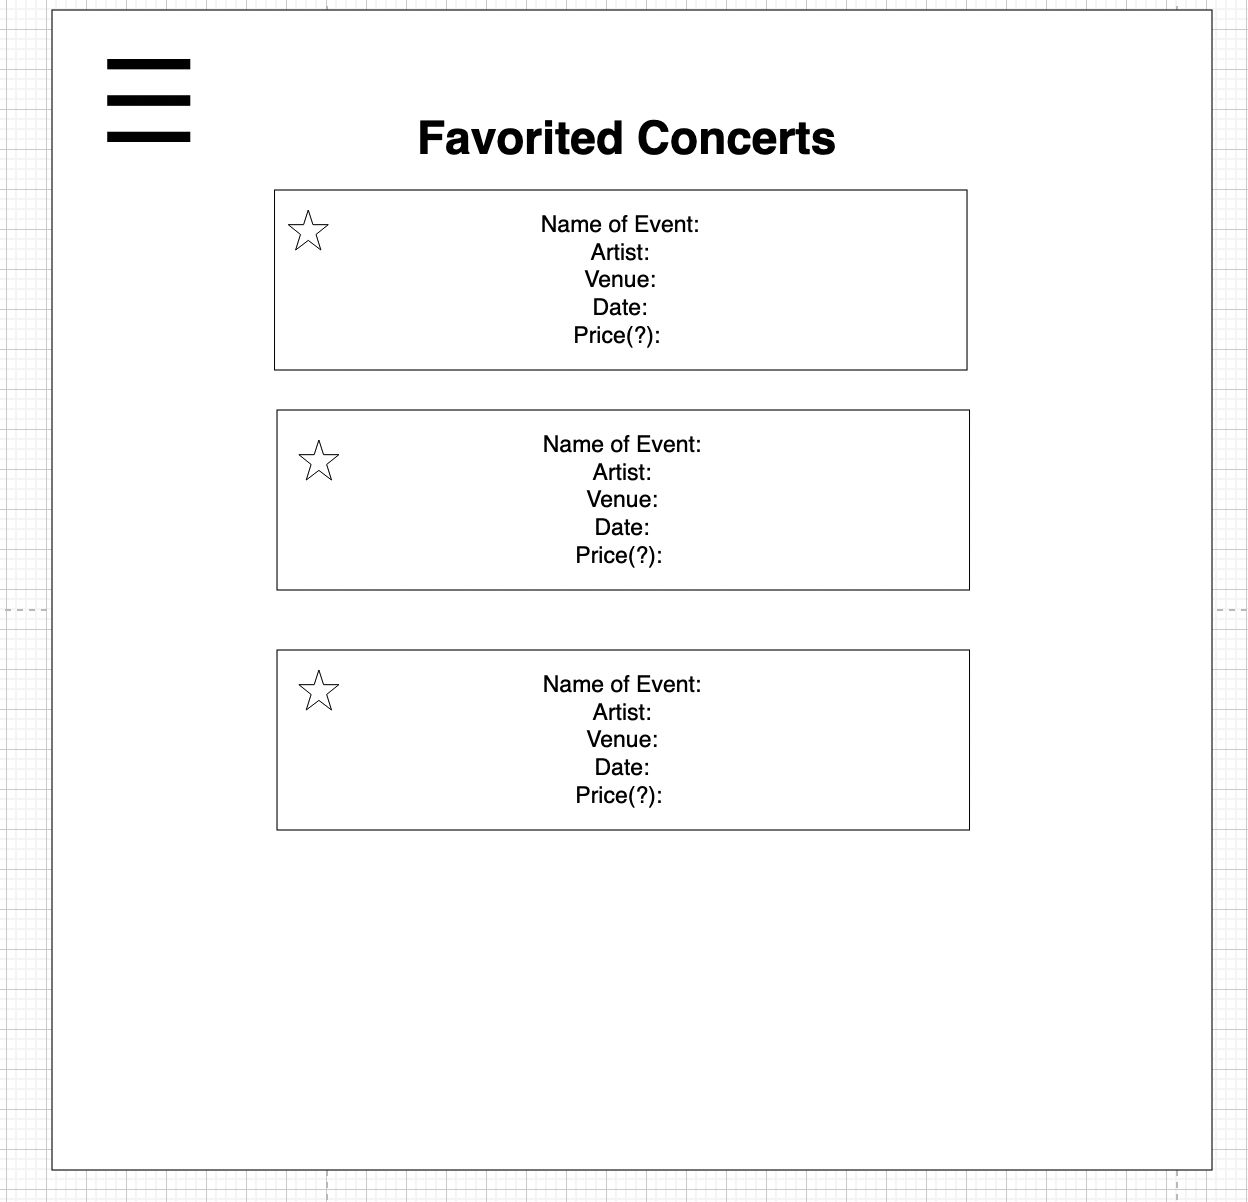 Favorited Concerts
Name of Event:
Artist:
Venue:
Date:
Price(?):
Name of Event:
Artist:
Venue:
Date:
Price(?):
Name of Event:
Artist:
Venue:
Date:
Price(?):